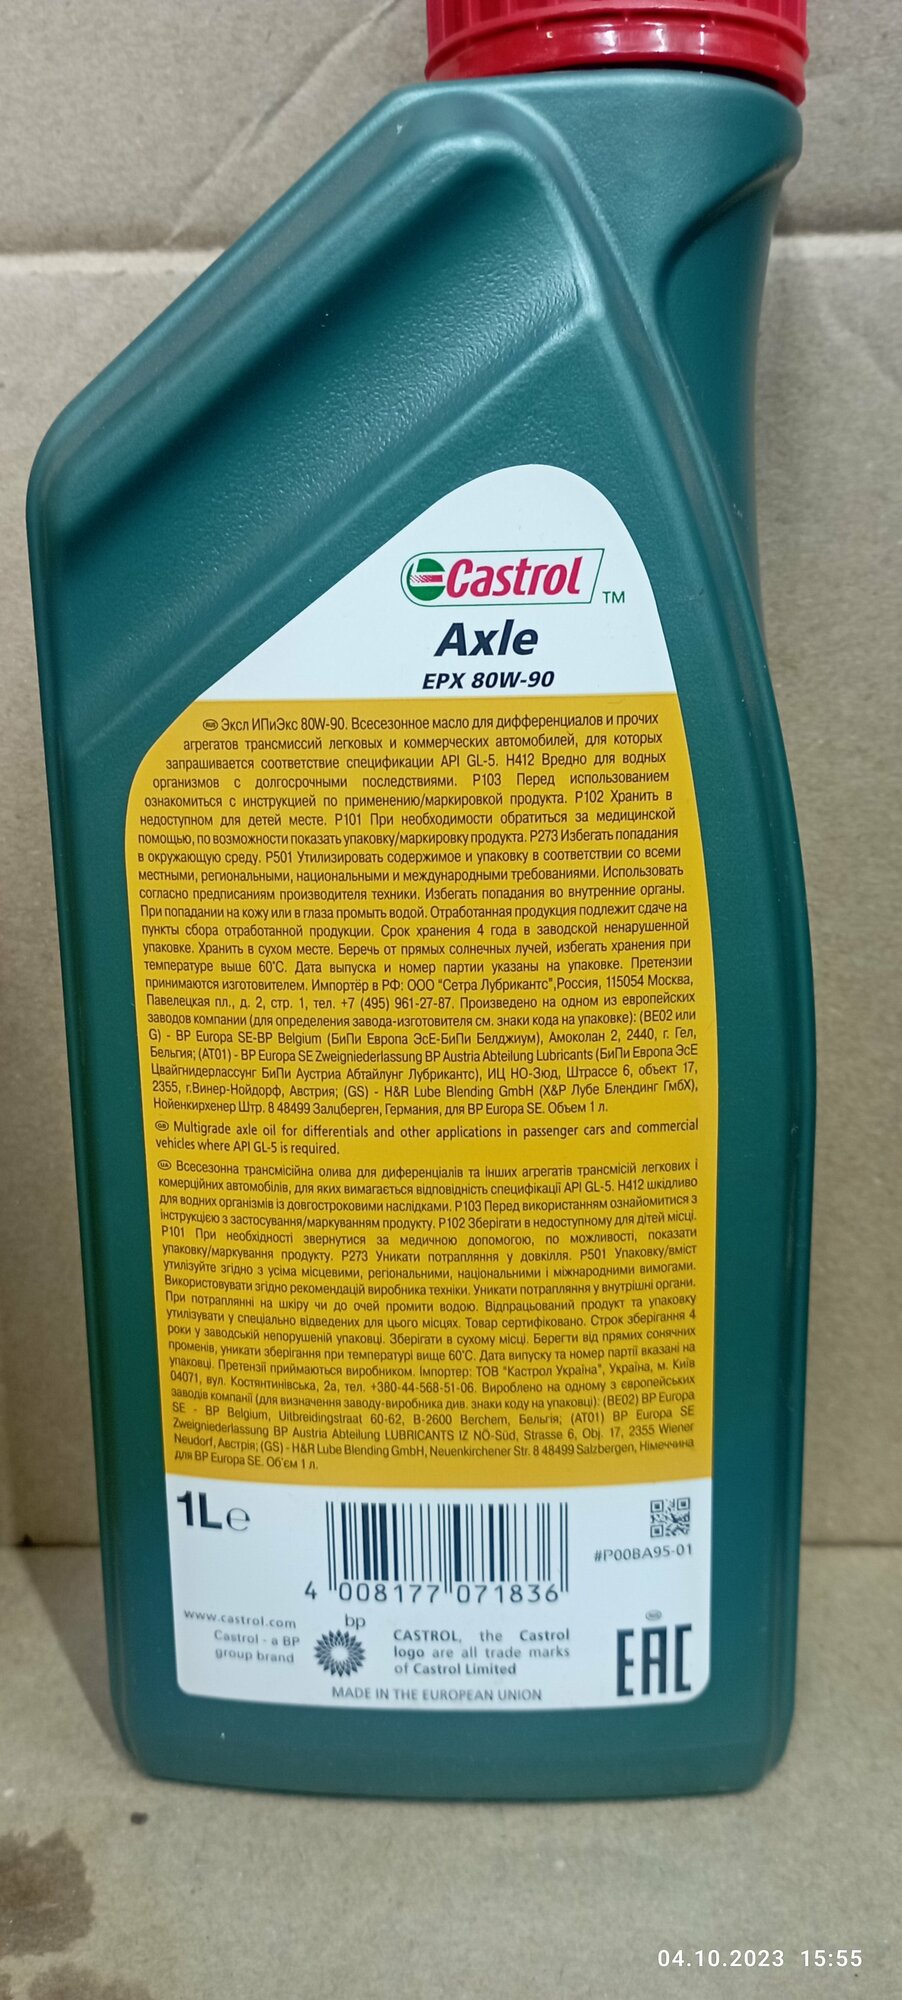 Castrol TM
Axle
EPX 80W-90
RUS Эксл ИПиЭкс 80W-90. Всесезонное масло для дифференциалов и прочих
агрегатов трансмиссий легковых и коммерческих автомобилей, для которых
запрашивается соответствие спецификации API GL-5. H412 Вредно для водных
организмов с долгосрочными последствиями. P103 Перед использованием
ознакомиться с инструкцией по применению/маркировкой продукта. P102 Хранить в
недоступном для детей месте. P101 При необходимости обратиться за медицинской
помощью, по возможности показать упаковку/маркировку продукта. P273 Избегать попадания
в окружающую среду. P501 Утилизировать содержимое и упаковку в соответствии со всеми
местными, региональными, национальными и международными требованиями. Использовать
согласно предписаниям производителя техники. Избегать попадания во внутренние органы.
При попадании на кожу или в глаза промыть водой. Отработанная продукция подлежит сдаче на
пункты сбора отработанной продукции. Срок хранения 4 года в заводской ненарушенной
упаковке. Хранить в сухом месте. Беречь от прямых солнечных лучей, избегать хранения при
температуре выше 60°С. Дата выпуска и номер партии указаны на упаковке. Претензии
принимаются изготовителем. Импортёр в РФ: ООО "Сетра Лубрикантс",Россия, 115054 Москва,
Павелецкая пл., д. 2, стр. 1, тел. +7 (495) 961-27-87. Произведено на одном из европейских
заводов компании (для определения завода-изготовителя см. знаки кода на упаковке): (BE02 или
G) - BP Europa SE-BP Belgium (БиПи Европа ЭсЕ-БиПи Белджиум), Амоколан 2, 2440, г. Гел,
Бельгия; (AT01) - BP Europa SE Zweigniederlassung BP Austria Abteilung Lubricants (БиПи Европа ЭсЕ
Цвайгнидерлассунг БиПи Аустриа Абтайлунг Лубрикантс), ИЦ НО-Зюд, Штрассе 6, объект 17,
2355, г.Винер-Нойдорф, Австрия; (GS) - H&R Lube Blending GmbH (Х&Р Лубе Блендинг ГмбХ),
Нойенкирхенер Штр. 8 48499 Залцберген, Германия, для BP Europa SE. Объем 1 л.
GB Multigrade axle oil for differentials and other applications in passenger cars and commercial
vehicles where API GL-5 is required.
UA Всесезонна трансмісійна олива для диференціалів та інших агрегатів трансмісій легкових і
комерційних автомобілів, для яких вимагається відповідність специфікації API GL-5. H412 шкідливо
для водних організмів із довгостроковими наслідками. P103 Перед використанням ознайомитися з
інструкцією з застосування/маркуванням продукту. P102 Зберігати в недоступному для дітей місці.
P101 При необхідності звернутися за медичною допомогою, по можливості, показати
упаковку/маркування продукту. P273 Уникати потрапляння у довкілля. P501 Упаковку/вміст
утилізуйте згідно з усіма місцевими, регіональними, національними і міжнародними вимогами.
Використовувати згідно рекомендацій виробника техніки. Уникати потрапляння у внутрішні органи.
При потраплянні на шкіру чи до очей промити водою. Відпрацьований продукт та упаковку
утилізувати у спеціально відведених для цього місцях. Товар сертифіковано. Строк зберігання 4
роки у заводській непорушеній упаковці. Зберігати в сухому місці. Берегти від прямих сонячних
променів, уникати зберігання при температурі вище 60°С. Дата випуску та номер партії вказані на
упаковці. Претензії приймаються виробником. Імпортер: ТОВ "Кастрол Україна", Україна, м. Київ
04071, вул. Костянтинівська, 2а, тел. +380-44-568-51-06. Вироблено на одному з європейських
заводів компанії (для визначення заводу-виробника див. знаки коду на упаковці): (BE02) BP Europa
SE - BP Belgium, Uitbreidingstraat 60-62, B-2600 Berchem, Бельгія; (AT01) BP Europa SE
Zweigniederlassung BP Austria Abteilung LUBRICANTS IZ NÖ-Süd, Strasse 6, Obj. 17, 2355 Wiener
Neudorf, Австрія; (GS) - H&R Lube Blending GmbH, Neuenkirchener Str. 8 48499 Salzbergen, Німеччина
для BP Europa SE. Об'єм 1 л.
1L e
#P00BA95-01
4 008177 071836
www.castrol.com
Castrol - a BP
group brand
bp
CASTROL, the Castrol
logo are all trade marks
of Castrol Limited
MADE IN THE EUROPEAN UNION
EAC
04.10.2023 15:55